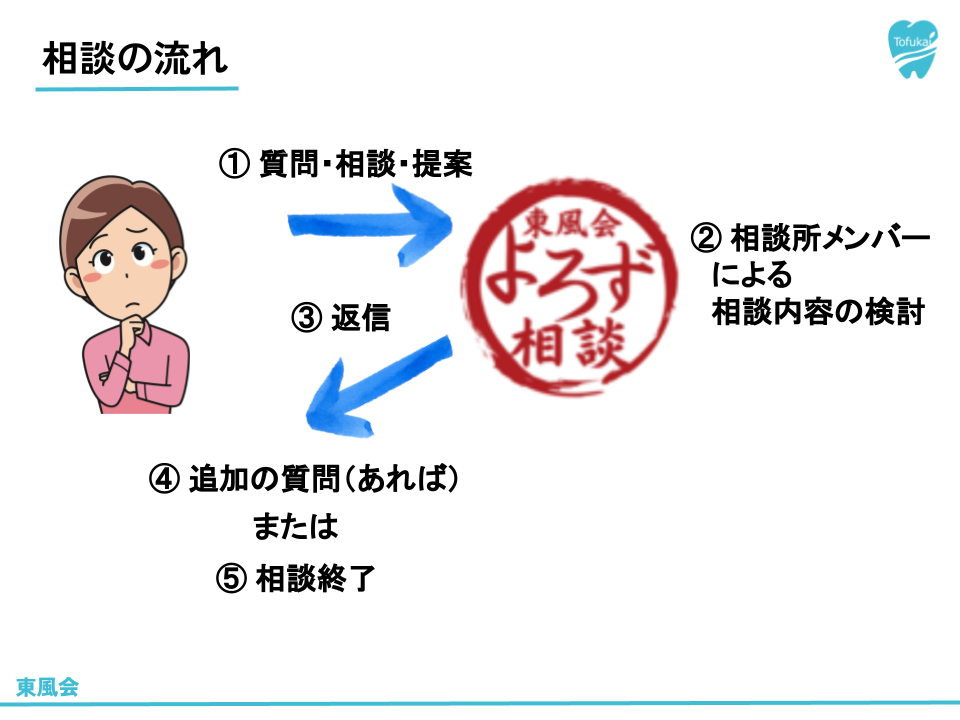 相談の流れ
Tofukai
① 質問・相談・提案
東風会
よろず
相談
② 相談所メンバー
による
相談内容の検討
③ 返信
④ 追加の質問（あれば）
または
⑤ 相談終了
東風会